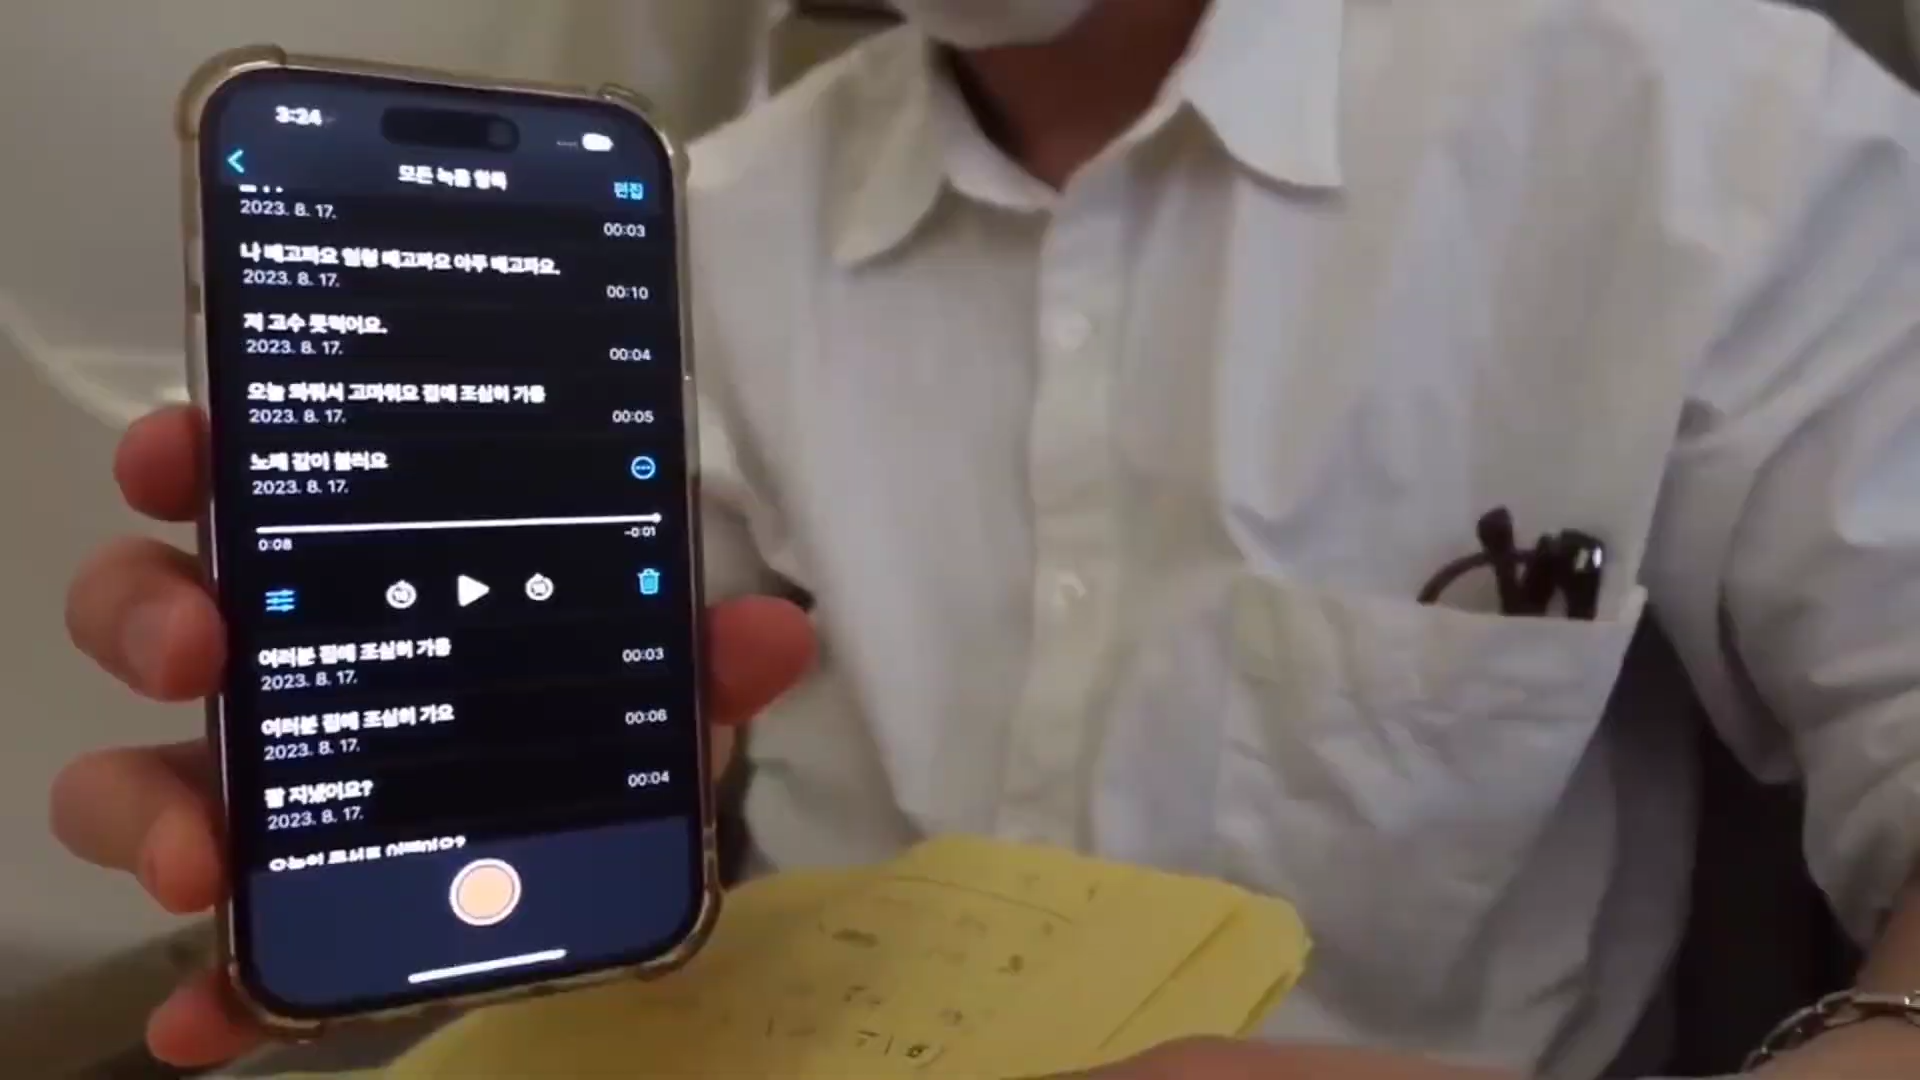 3:24
모든 녹음 항목
편집
2023. 8. 17.
00:03
나 배고파요 엄청 배고파요 아주 배고파요.
2023. 8. 17.
00:10
저 고수 못먹어요.
2023. 8. 17.
00:04
오늘 와줘서 고마워요 집에 조심히 가용
2023. 8. 17.
00:05
노래 같이 불러요
2023. 8. 17.
0:08
-0:01
여러분 집에 조심히 가용
2023. 8. 17.
00:03
여러분 집에 조심히 가요
2023. 8. 17.
00:06
잘 지냈어요?
2023. 8. 17.
00:04